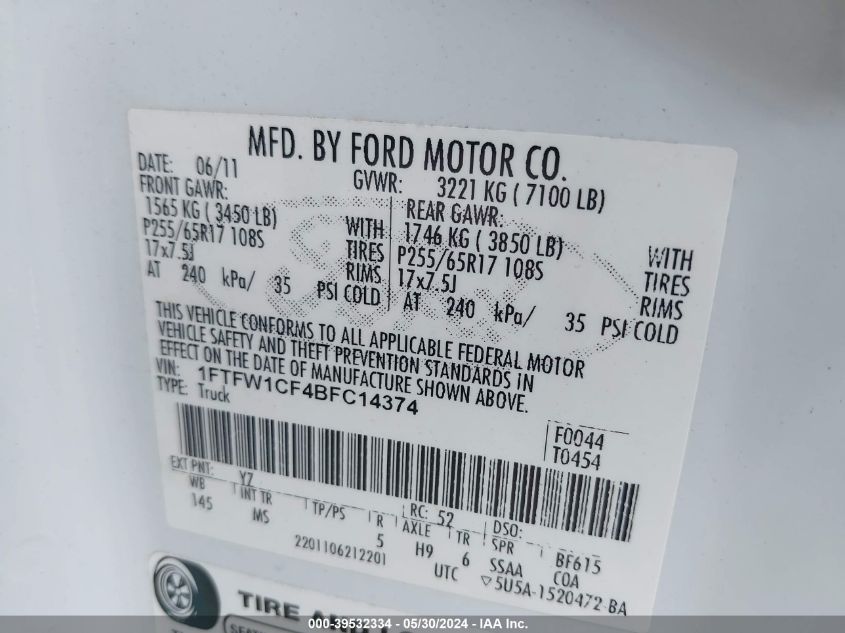 MFD. BY FORD MOTOR CO.
DATE: 06/11 GVWR: 3221 KG ( 7100 LB)
FRONT GAWR: REAR GAWR:
1565 KG ( 3450 LB) WITH 1746 KG ( 3850 LB) WITH
P255/65R17 108S TIRES P255/65R17 108S TIRES
17x7.5J RIMS 17x7.5J RIMS
AT 240 kPa/ 35 PSI COLD AT 240 kPa/ 35 PSI COLD
THIS VEHICLE CONFORMS TO ALL APPLICABLE FEDERAL MOTOR
VEHICLE SAFETY AND THEFT PREVENTION STANDARDS IN
EFFECT ON THE DATE OF MANUFACTURE SHOWN ABOVE.
VIN: 1FTFW1CF4BFC14374
TYPE: Truck
F0044
T0454
EXT PNT: YZ RC: 52 DSO:
WB INT TR TP/PS R AXLE TR SPR BF615
145 MS 5 H9 6 SSAA COA
2201106212201 UTC ▽5U5A-1520472-BA
TIRE AND
000-39532334 - 05/30/2024 - IAA Inc.